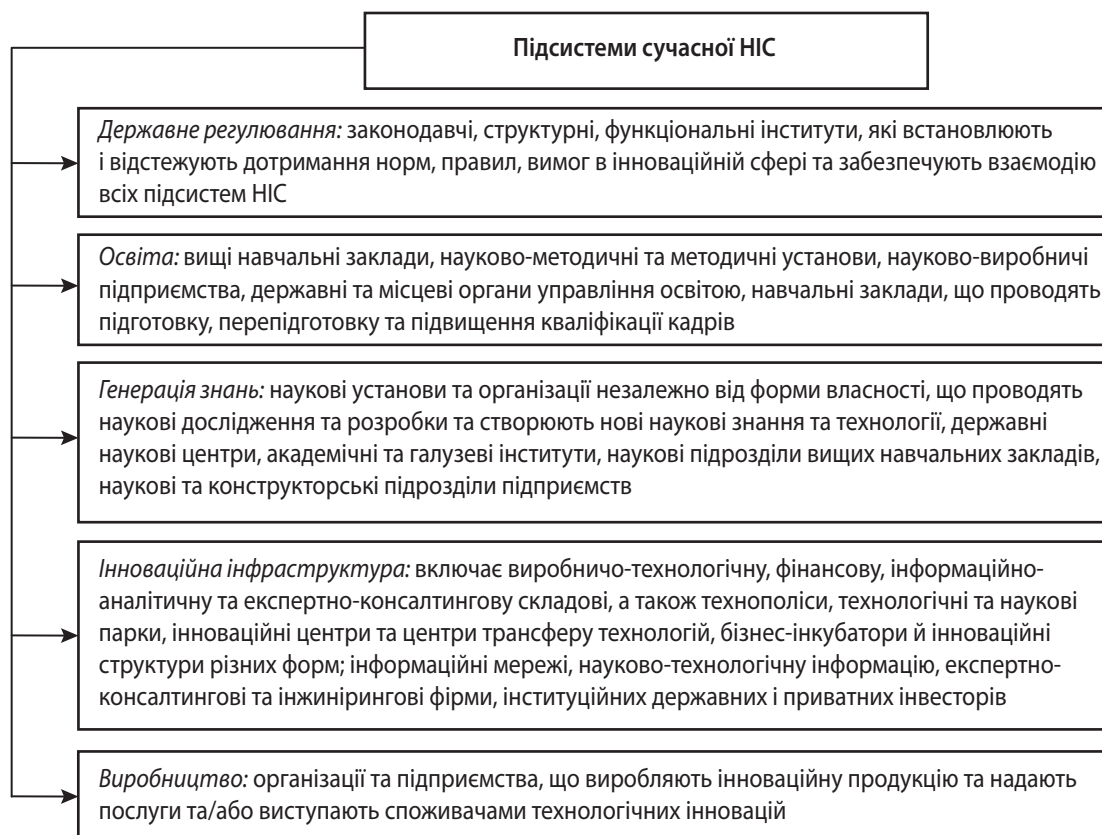 Підсистеми сучасної НІС
Державне регулювання: законодавчі, структурні, функціональні інститути, які встановлюють
і відстежують дотримання норм, правил, вимог в інноваційній сфері та забезпечують взаємодію
всіх підсистем НІС
Освіта: вищі навчальні заклади, науково-методичні та методичні установи, науково-виробничі
підприємства, державні та місцеві органи управління освітою, навчальні заклади, що проводять
підготовку, перепідготовку та підвищення кваліфікації кадрів
Генерація знань: наукові установи та організації незалежно від форми власності, що проводять
наукові дослідження та розробки та створюють нові наукові знання та технології, державні
наукові центри, академічні та галузеві інститути, наукові підрозділи вищих навчальних закладів,
наукові та конструкторські підрозділи підприємств
Інноваційна інфраструктура: включає виробничо-технологічну, фінансову, інформаційно-
аналітичну та експертно-консалтингову складові, а також технополіси, технологічні та наукові
парки, інноваційні центри та центри трансферу технологій, бізнес-інкубатори й інноваційні
структури різних форм; інформаційні мережі, науково-технологічну інформацію, експертно-
консалтингові та інжинірингові фірми, інституційних державних і приватних інвесторів
Виробництво: організації та підприємства, що виробляють інноваційну продукцію та надають
послуги та/або виступають споживачами технологічних інновацій